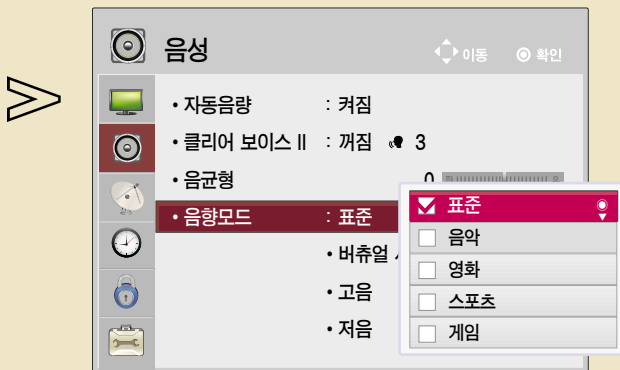 음성
이동 확인
• 자동음량 : 켜짐
• 클리어 보이스 II : 꺼짐 3
• 음균형 0
• 음향모드 : 표준
• 버츄얼
• 고음
• 저음
표준
음악
영화
스포츠
게임